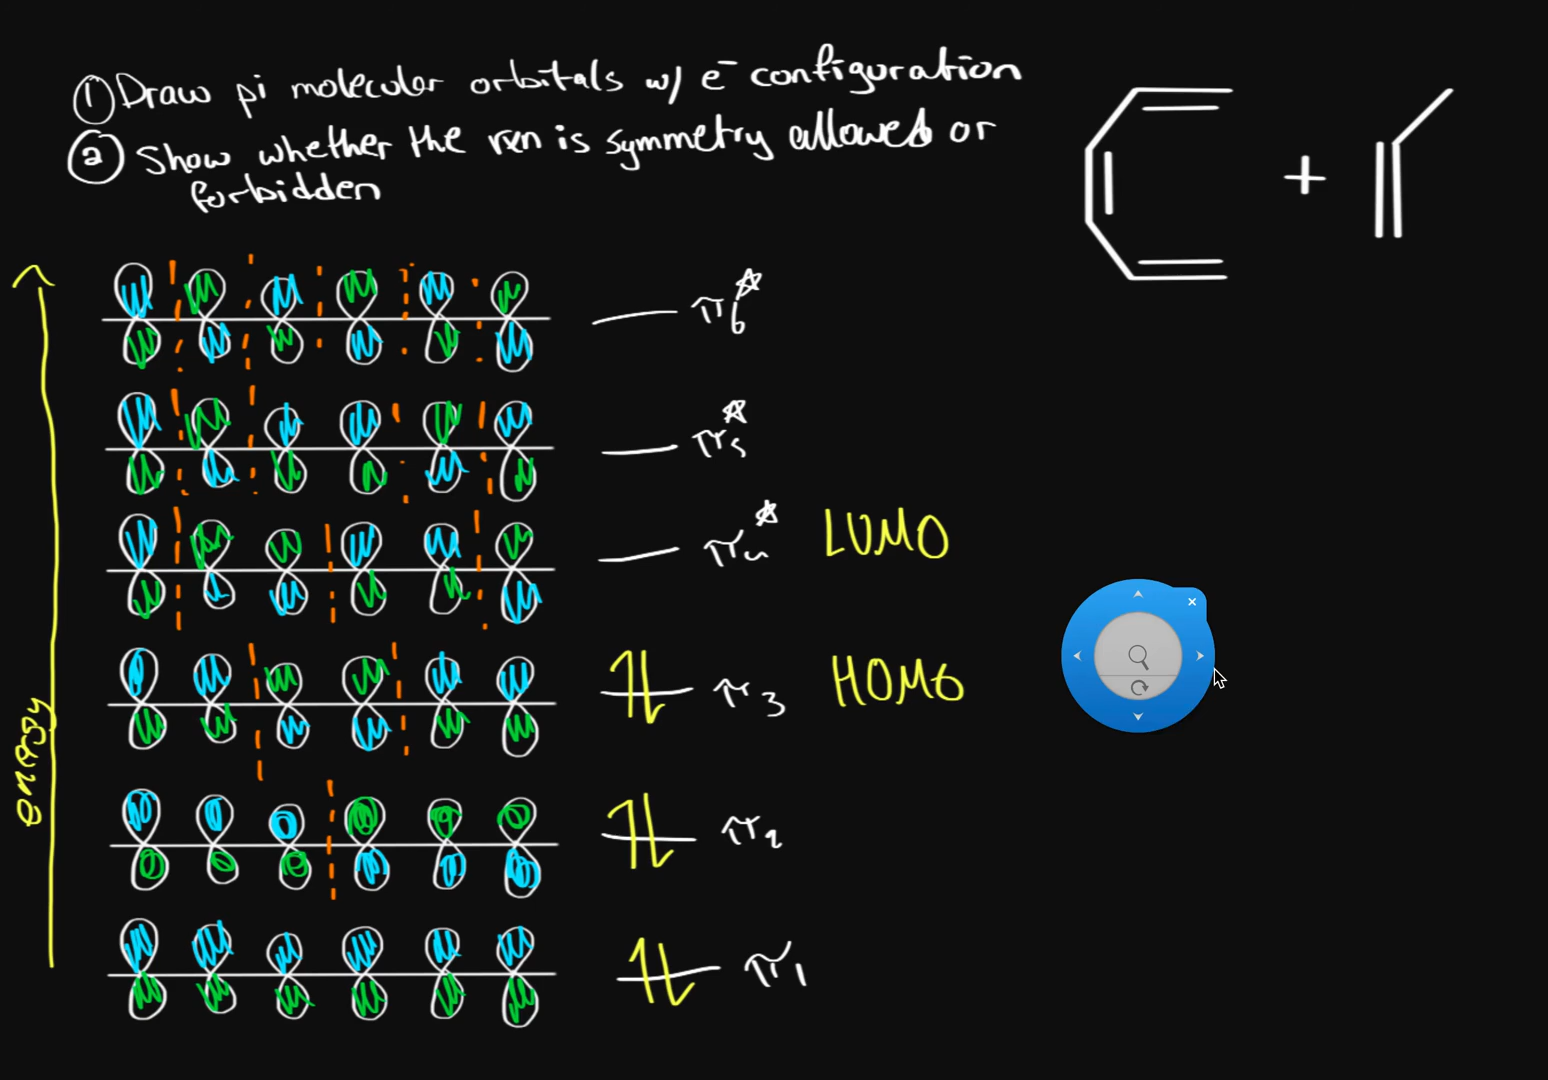 ① Draw pi molecular orbitals w/ e⁻ configuration
② Show whether the rxn is symmetry allowed or
forbidden
+
π6*
π5*
π4* LUMO
π3 HOMO
π2
π1
energy